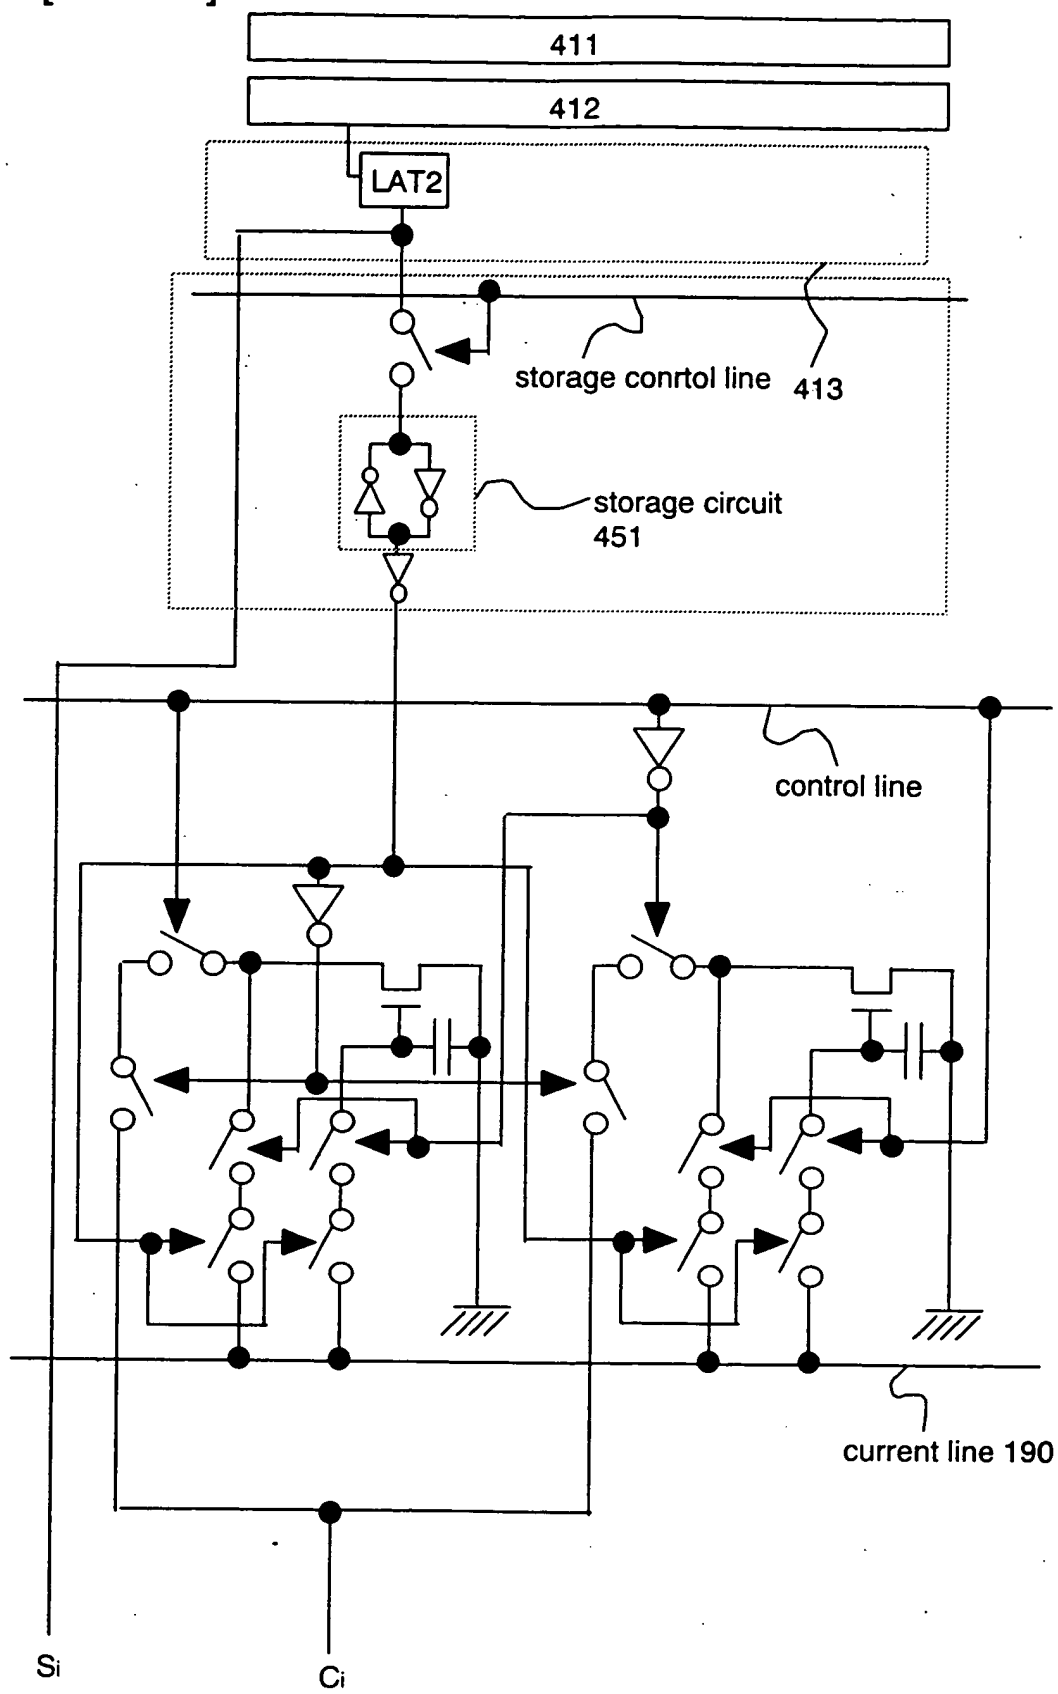 411
412
LAT2
storage conrtol line
413
storage circuit
451
control line
current line 190
Si
Ci